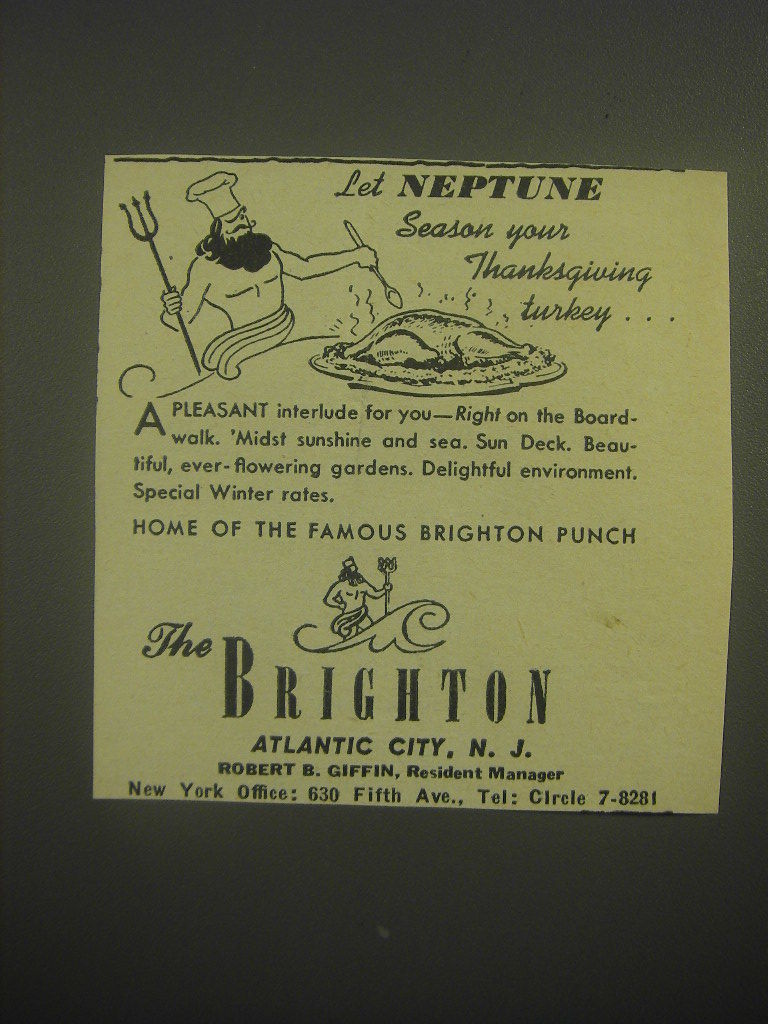 Let NEPTUNE
Season your
Thanksgiving
turkey . . .
A PLEASANT interlude for you—Right on the Board-
walk. 'Midst sunshine and sea. Sun Deck. Beau-
tiful, ever-flowering gardens. Delightful environment.
Special Winter rates.
HOME OF THE FAMOUS BRIGHTON PUNCH
The BRIGHTON
ATLANTIC CITY, N. J.
ROBERT B. GIFFIN, Resident Manager
New York Office: 630 Fifth Ave., Tel: CIrcle 7-8281